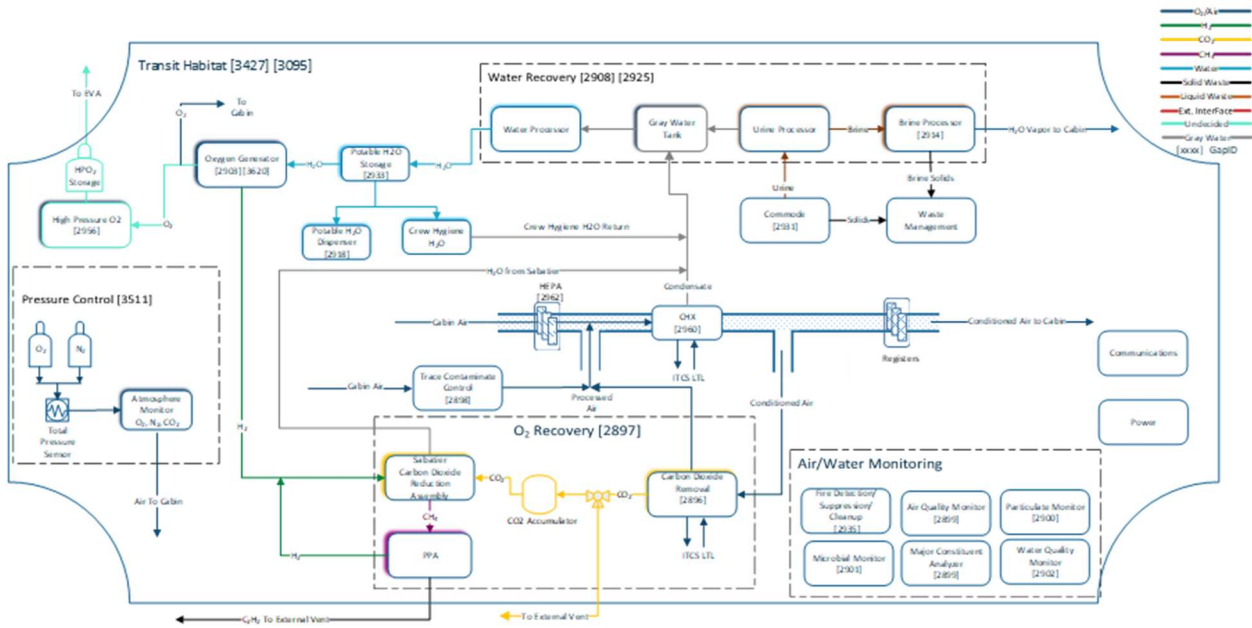 O₂/Air
H₂
CO₂
CH₄
Water
Solid Waste
Liquid Waste
Ext. InterFace
Undecided
Gray Water
[xxxx] GapID
Transit Habitat [3427] [3095]
To EVA
O₂
To
Cabin
HPO₂
Storage
High Pressure O2
[2956]
O₂
Oxygen Generator
[2903] [3620]
H₂O
Potable H2O
Storage
[2933]
H₂O
Potable H₂O
Dispenser
[2918]
Crew Hygiene
H₂O
Water Recovery [2908] [2925]
Water Processor
Gray Water
Tank
Urine Processor
Brine
Brine Processor
[2914]
H₂O Vapor to Cabin
Urine
Brine Solids
Commode
[2931]
Solids
Waste
Management
Crew Hygiene H2O Return
H₂O from Sabatier
Condensate
Pressure Control [3511]
O₂
N₂
Total
Pressure
Sensor
Atmosphere
Monitor
O₂, N₂, CO₂
Air To Cabin
H₂
HEPA
[2962]
Cabin Air
CHX
[2960]
ITCS LTL
Registers
Conditioned Air to Cabin
Cabin Air
Trace Contaminate
Control
[2898]
Processed
Air
Conditioned Air
O₂ Recovery [2897]
Sabatier
Carbon Dioxide
Reduction
Assembly
CO₂
CO2 Accumulator
CO₂
Carbon Dioxide
Removal
[2896]
ITCS LTL
CH₄
PPA
H₂
C₂H₂ To External Vent
To External Vent
Communications
Power
Air/Water Monitoring
Fire Detection/
Suppression/
Cleanup
[2935]
Air Quality Monitor
[2899]
Particulate Monitor
[2900]
Microbial Monitor
[2901]
Major Constituent
Analyzer
[2899]
Water Quality
Monitor
[2902]